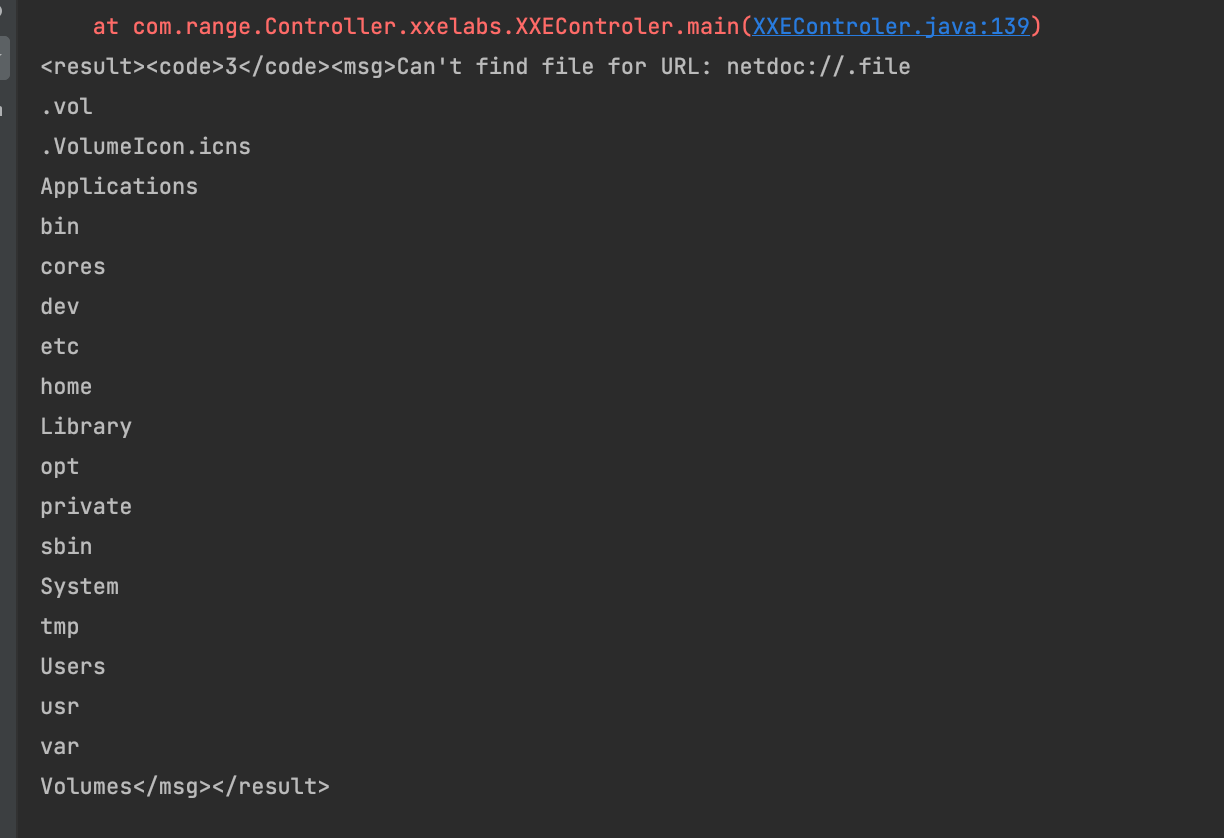 at com.range.Controller.xxelabs.XXEControler.main(XXEControler.java:139)
<result><code>3</code><msg>Can't find file for URL: netdoc://.file
.vol
.VolumeIcon.icns
Applications
bin
cores
dev
etc
home
Library
opt
private
sbin
System
tmp
Users
usr
var
Volumes</msg></result>